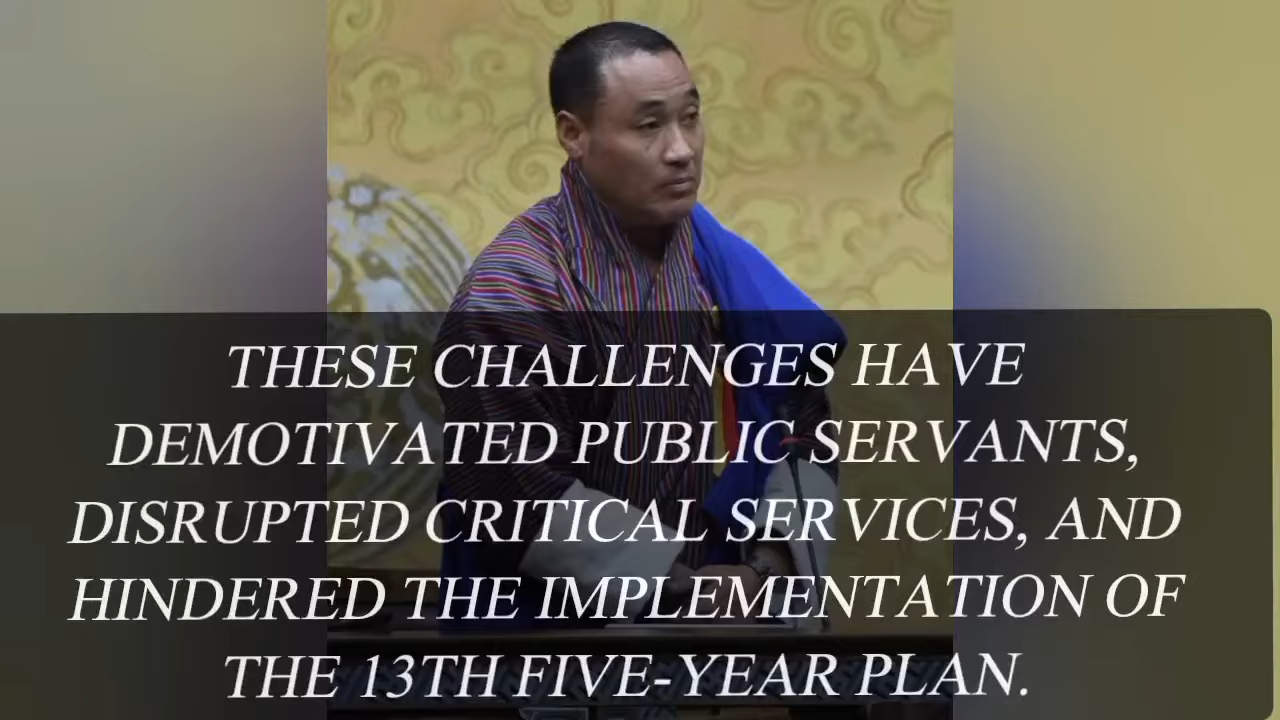 THESE CHALLENGES HAVE
DEMOTIVATED PUBLIC SERVANTS,
DISRUPTED CRITICAL SERVICES, AND
HINDERED THE IMPLEMENTATION OF
THE 13TH FIVE-YEAR PLAN.